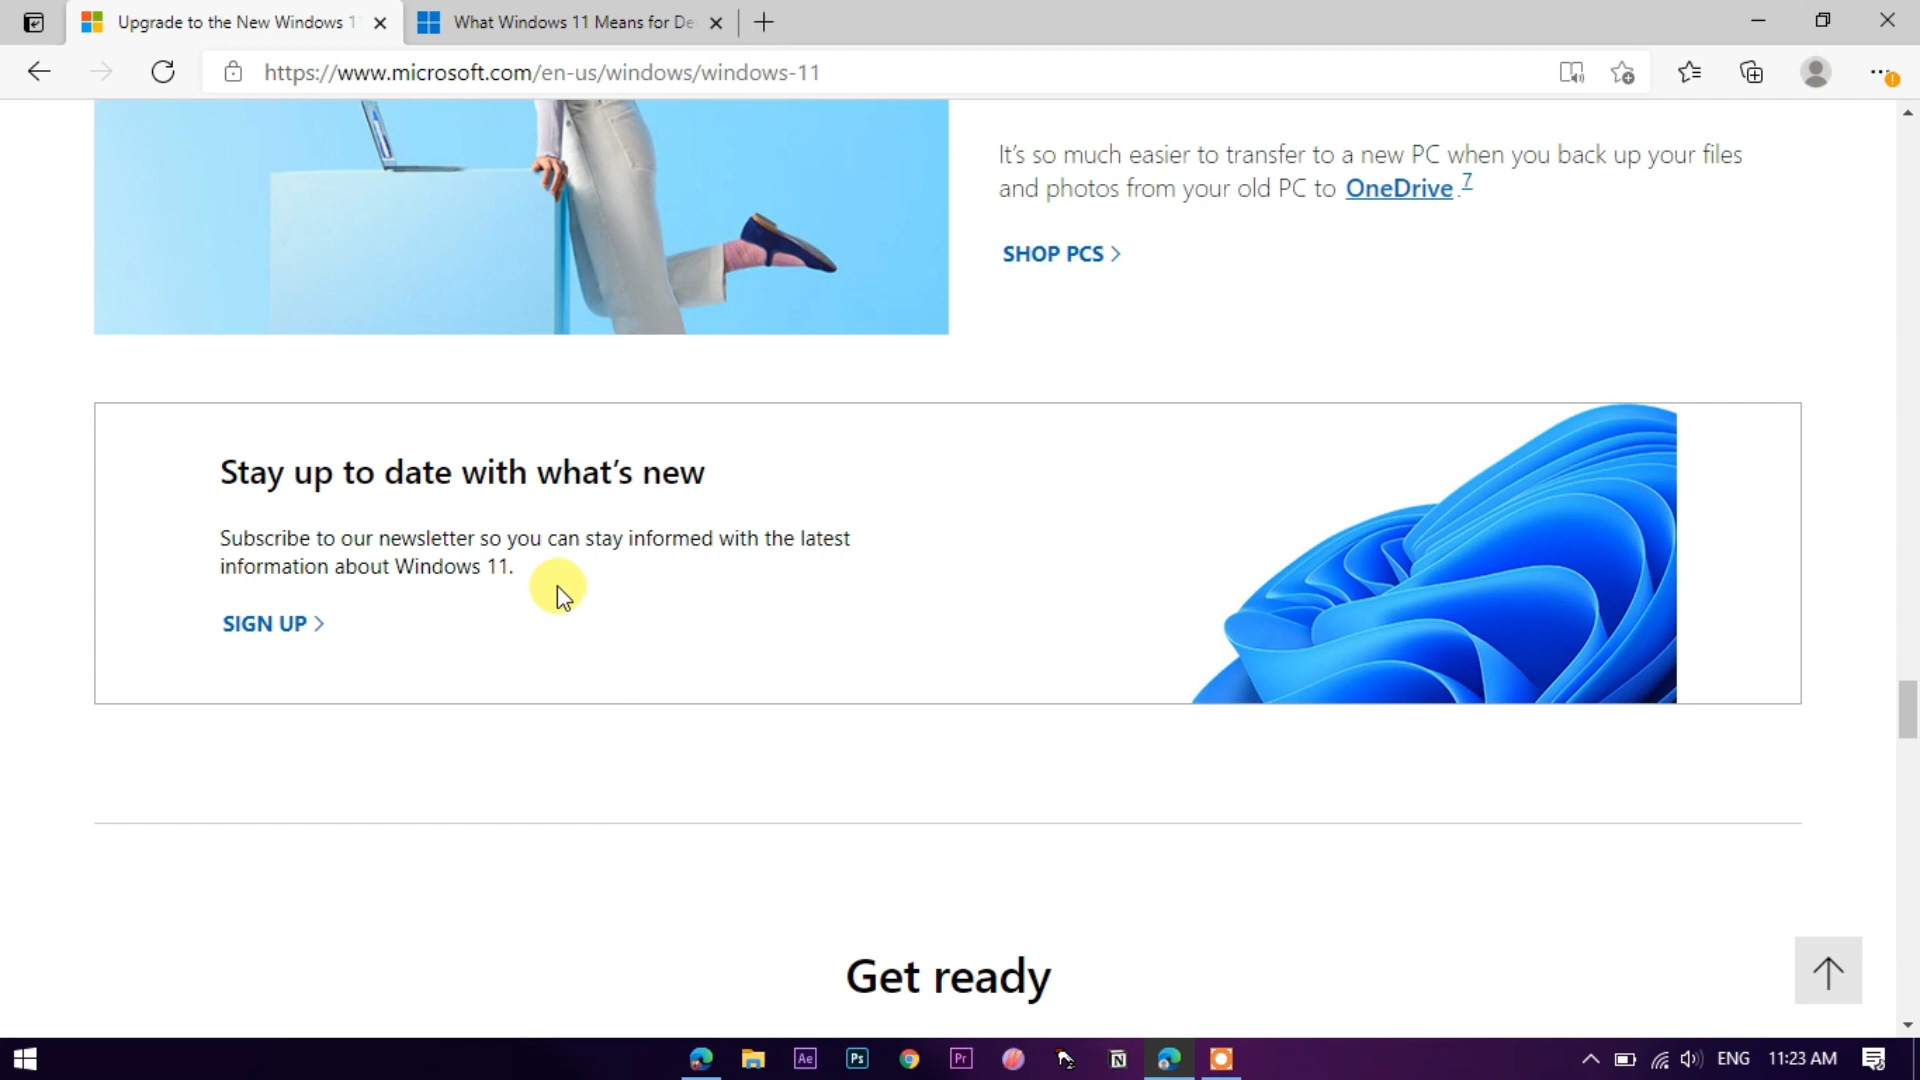 Upgrade to the New Windows 1
What Windows 11 Means for De
https://www.microsoft.com/en-us/windows/windows-11
It's so much easier to transfer to a new PC when you back up your files
and photos from your old PC to OneDrive.7
SHOP PCS >
Stay up to date with what's new
Subscribe to our newsletter so you can stay informed with the latest
information about Windows 11.
SIGN UP >
Get ready
Ae
Ps
Pr
N
ENG
11:23 AM